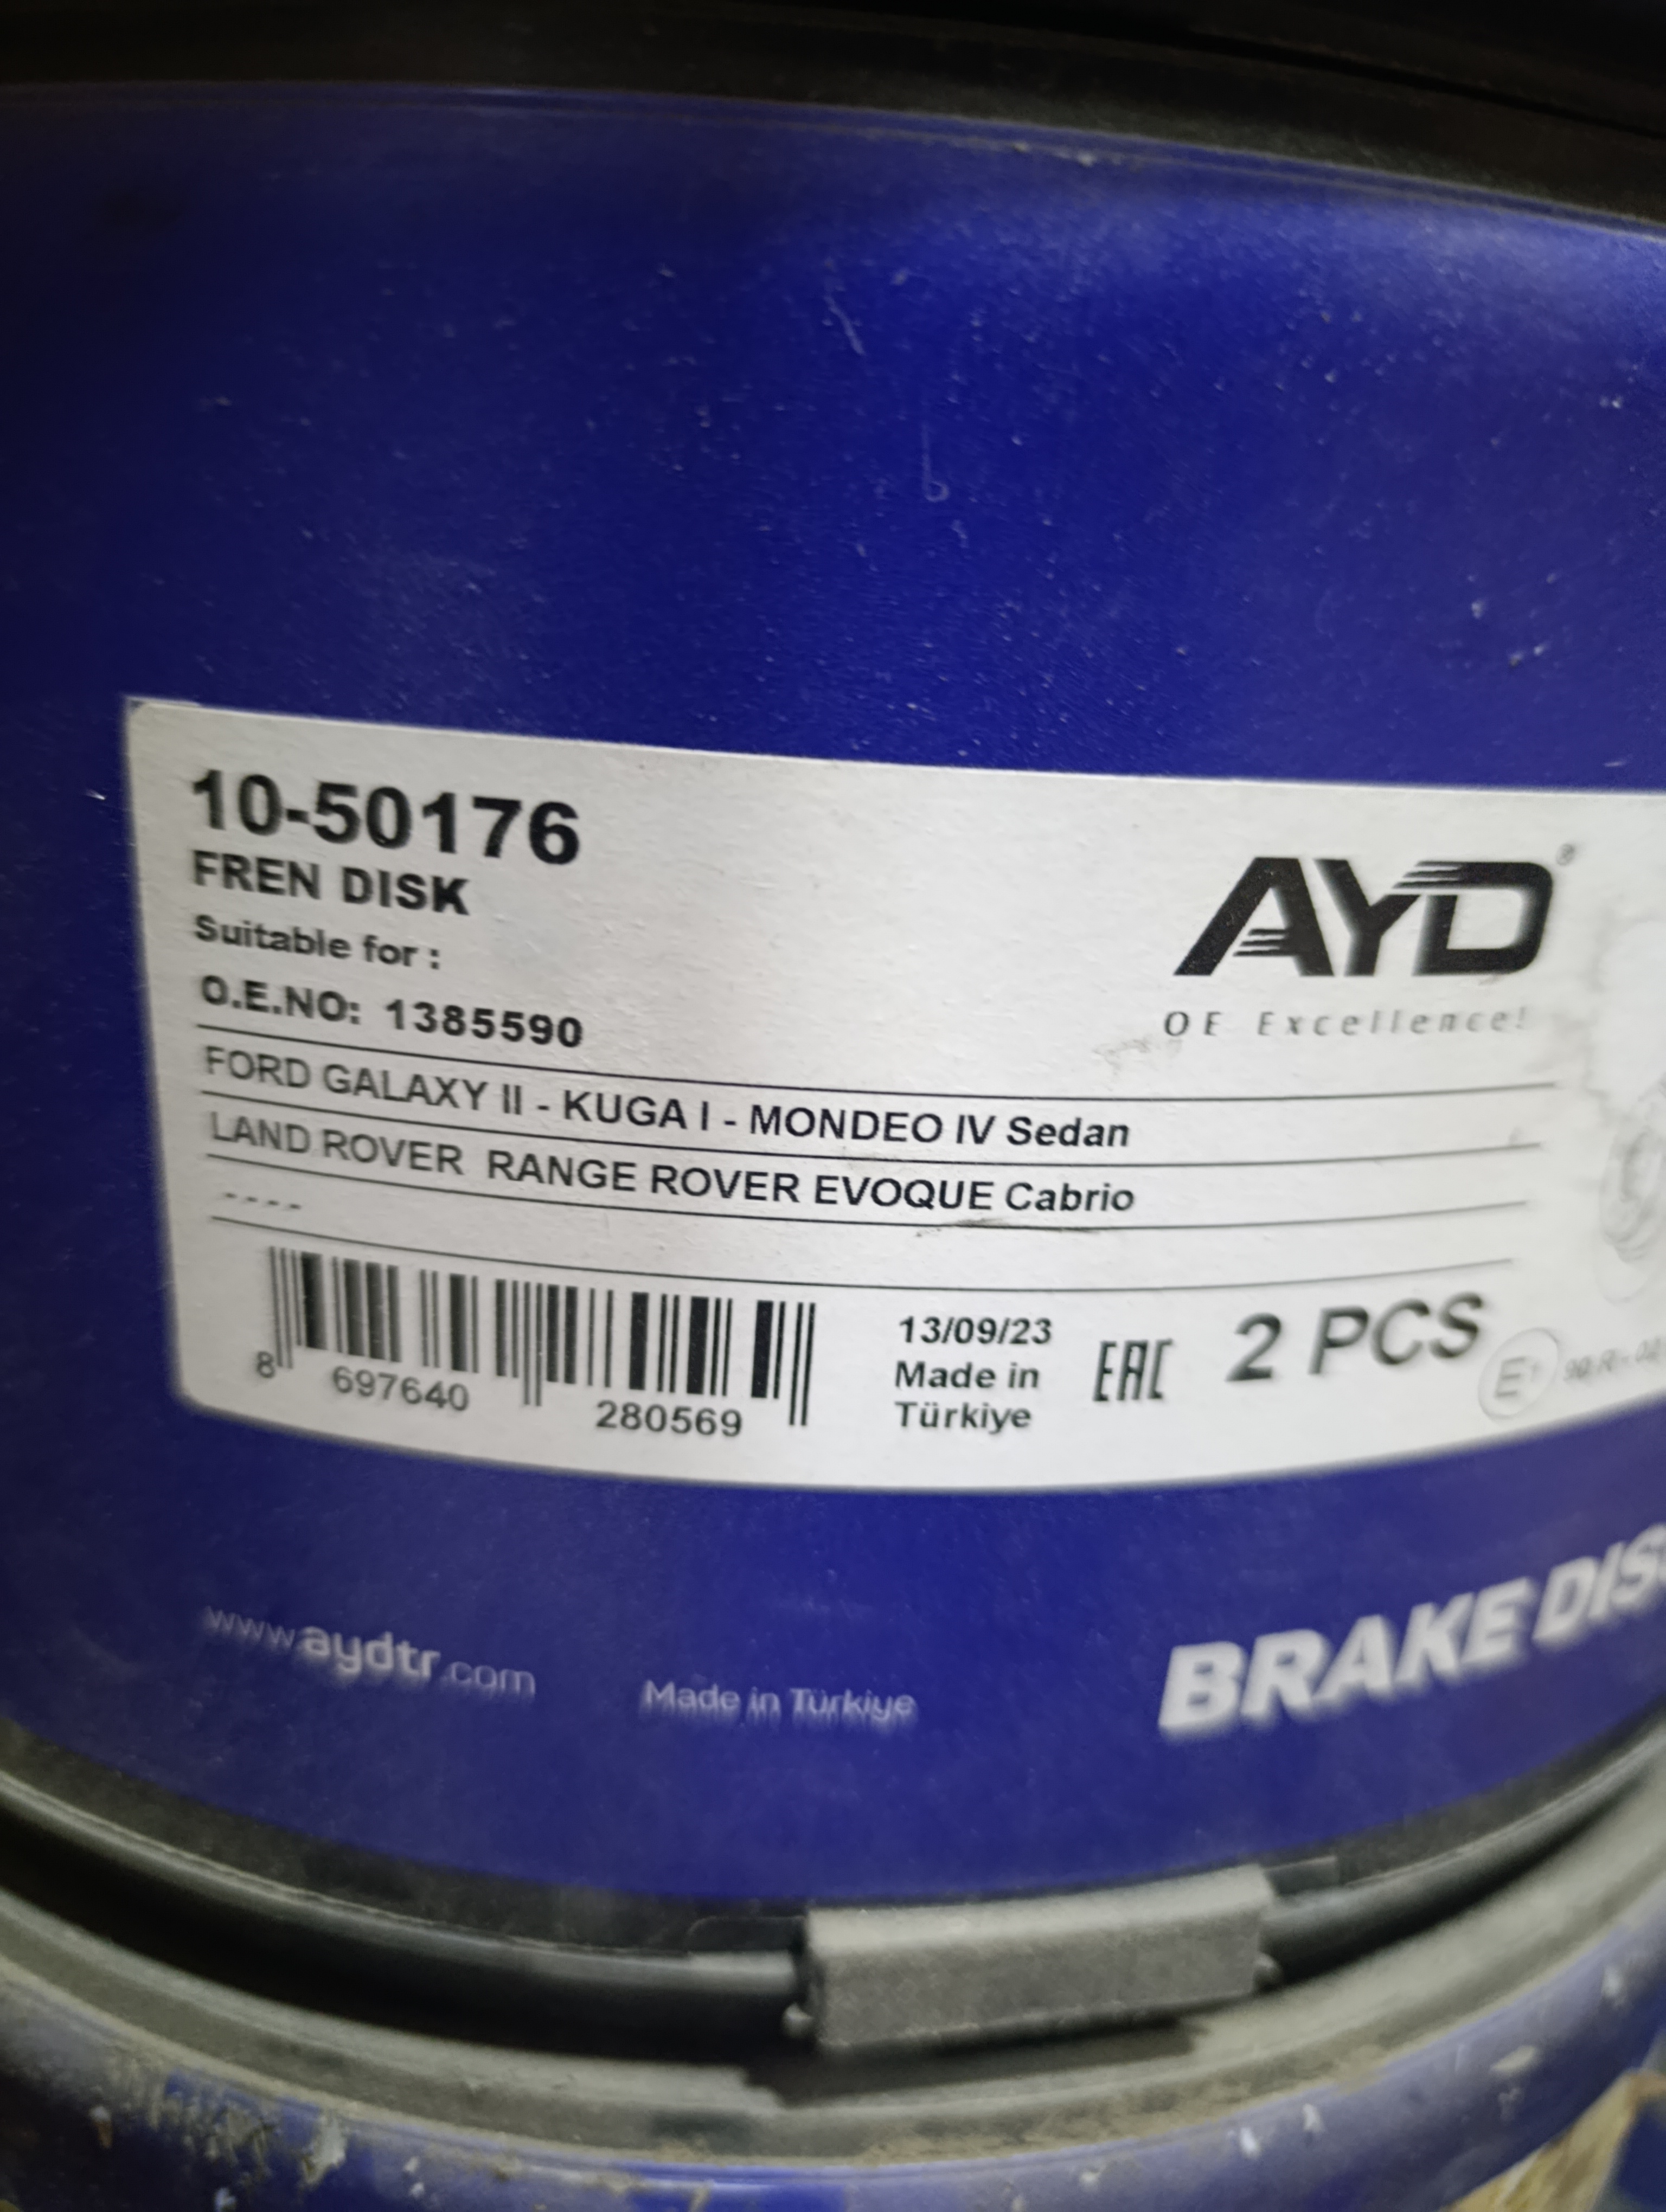 10-50176
FREN DISK
Suitable for :
O.E.NO: 1385590
AYD®
OE Excellence!
FORD GALAXY II - KUGA I - MONDEO IV Sedan
LAND ROVER RANGE ROVER EVOQUE Cabrio
----
8 697640 280569
13/09/23
Made in
Türkiye
EAC
2 PCS
www.aydtr.com
Made in Türkiye
BRAKE DIS